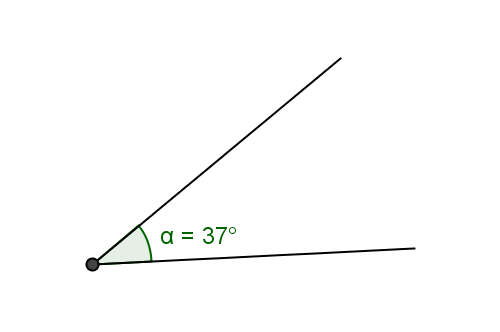 α = 37°